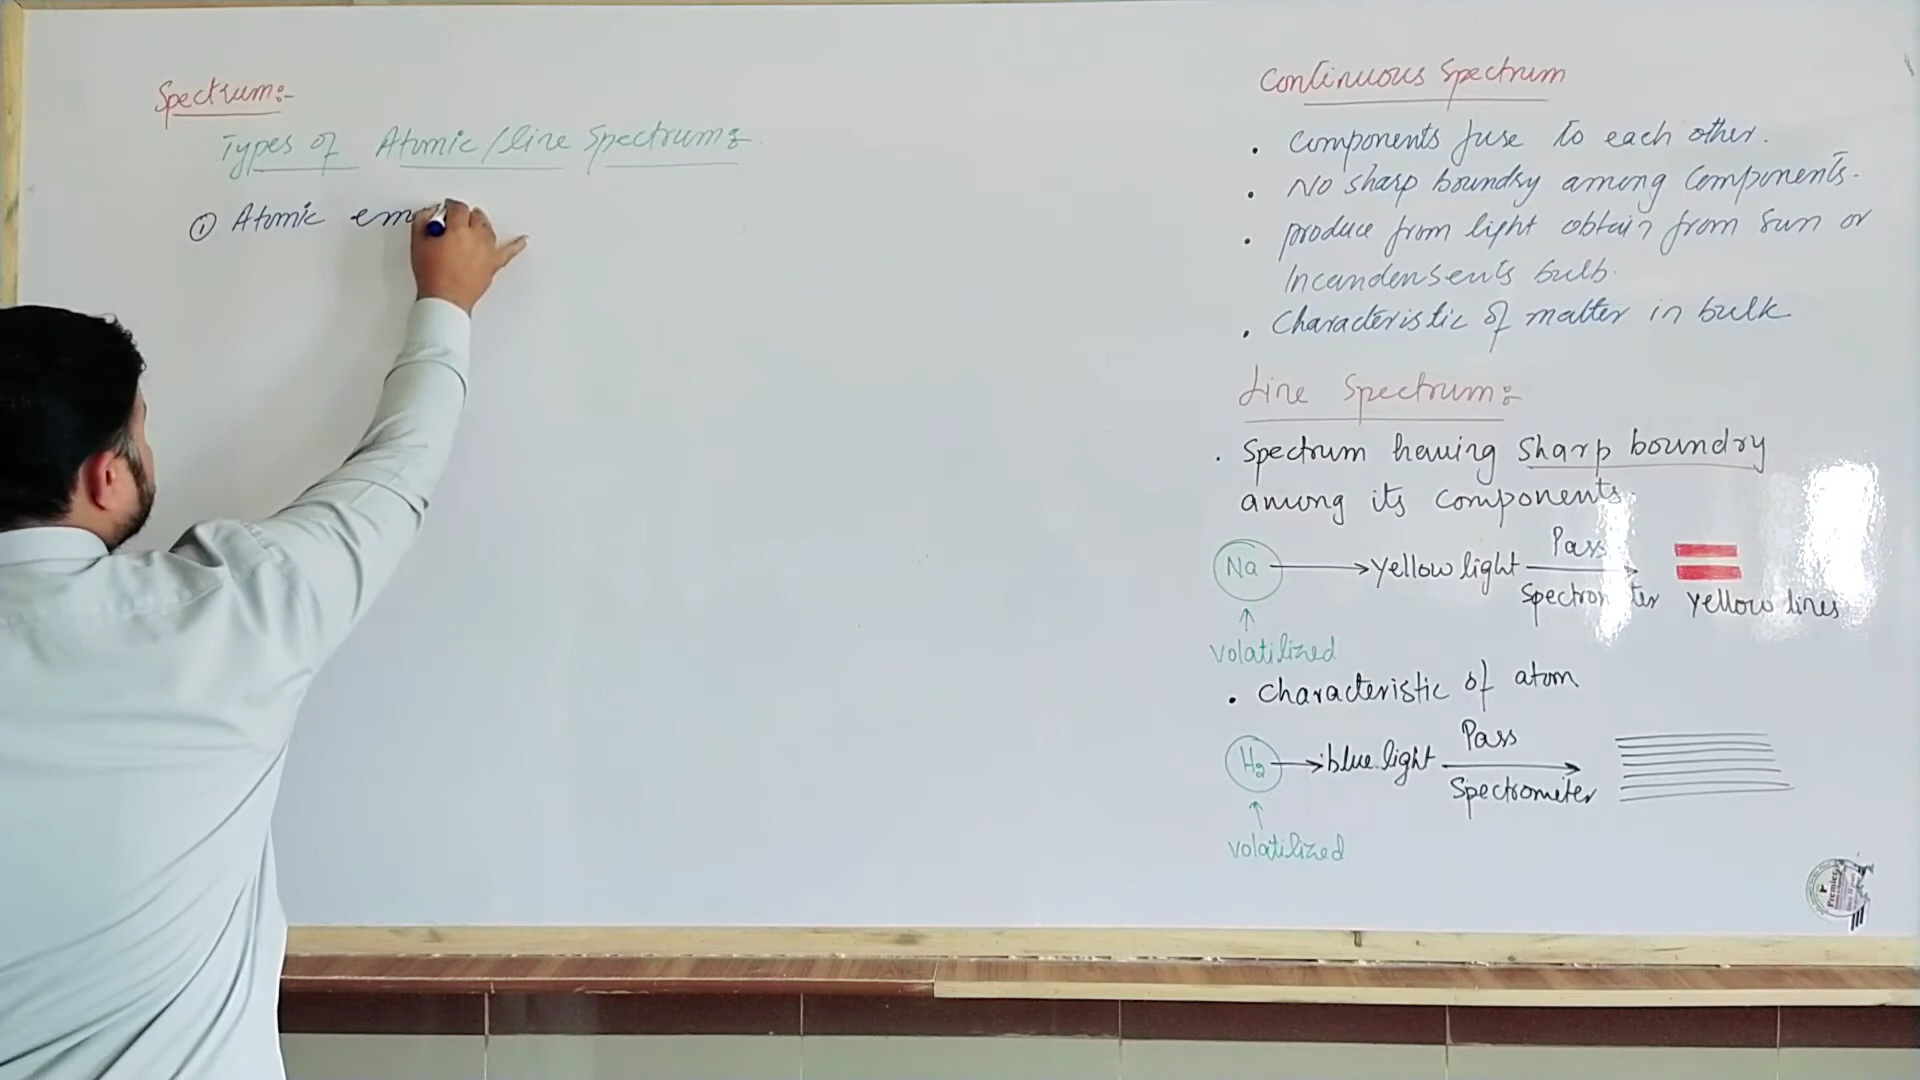 Spectrum:-
Types of Atomic/line Spectrum:
① Atomic em
Continuous Spectrum
. Components fuse to each other.
. No sharp boundry among Components.
. produce from light obtain from sun or
Incandensents bulb.
. Characteristic of matter in bulk
Line Spectrum:
. Spectrum having sharp boundry
among its components.
Na → Yellow light Pass
Spectrometer yellow lines
↑
volatilized
. Characteristic of atom
H2 → blue light Pass
Spectrometer
↑
volatilized
Premier